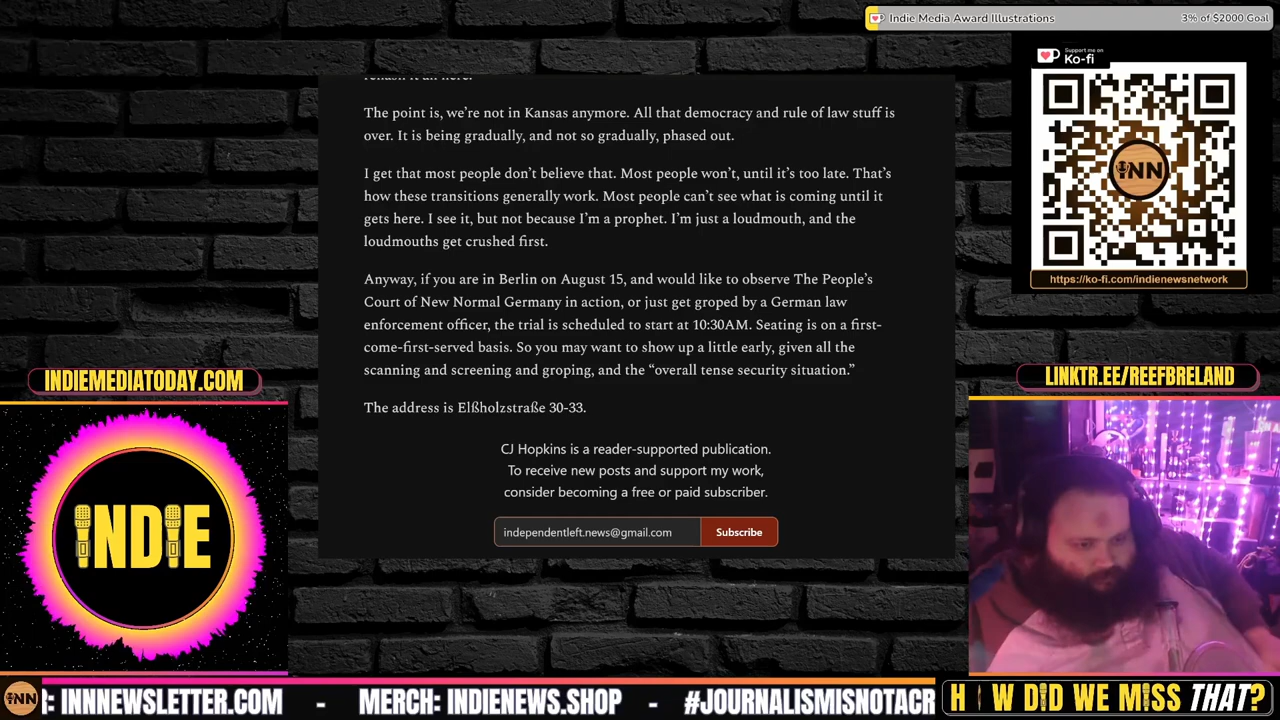 Indie Media Award Illustrations
3% of $2000 Goal
Support me on
Ko-fi
INN
https://ko-fi.com/indienewsnetwork
The point is, we’re not in Kansas anymore. All that democracy and rule of law stuff is
over. It is being gradually, and not so gradually, phased out.
I get that most people don’t believe that. Most people won’t, until it’s too late. That’s
how these transitions generally work. Most people can’t see what is coming until it
gets here. I see it, but not because I’m a prophet. I’m just a loudmouth, and the
loudmouths get crushed first.
Anyway, if you are in Berlin on August 15, and would like to observe The People’s
Court of New Normal Germany in action, or just get groped by a German law
enforcement officer, the trial is scheduled to start at 10:30AM. Seating is on a first-
come-first-served basis. So you may want to show up a little early, given all the
scanning and screening and groping, and the “overall tense security situation.”
The address is Elßholzstraße 30-33.
CJ Hopkins is a reader-supported publication.
To receive new posts and support my work,
consider becoming a free or paid subscriber.
independentleft.news@gmail.com
Subscribe
INDIEMEDIATODAY.COM
INDIE
LINKTR.EE/REEFBRELAND
INN
R: INNNEWSLETTER.COM - MERCH: INDIENEWS.SHOP - #JOURNALISMISNOTACR
HOW DID WE MISS THAT?